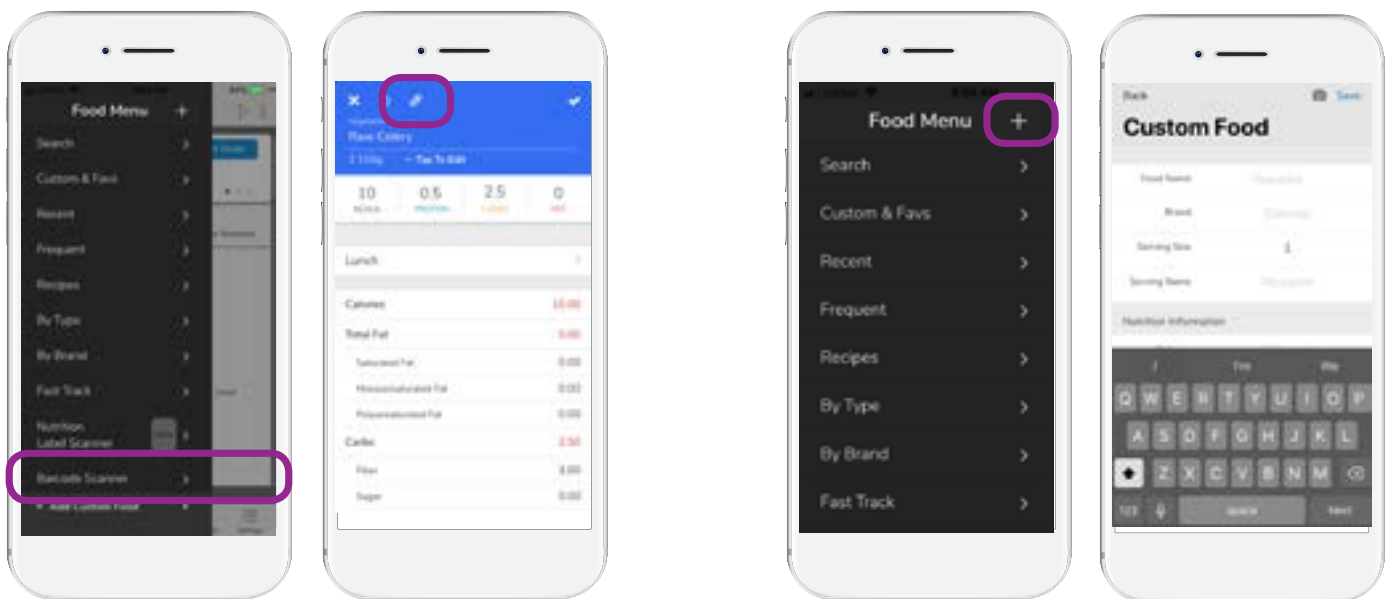 Food Menu +
Search
Custom & Favs
Recent
Frequent
Recipes
By Type
By Brand
Fast Track
Nutrition
Label Scanner
Barcode Scanner
+ Add Custom Food
Raw Celery
Tap To Edit
10 0.5 2.5 0
PROTEIN
Lunch
Calories 10.00
Total Fat 0.00
Saturated Fat 0.00
Monounsaturated Fat 0.00
Polyunsaturated Fat 0.00
Carbs 2.50
Fiber
Sugar 0.00
Food Menu +
Search
Custom & Favs
Recent
Frequent
Recipes
By Type
By Brand
Fast Track
Back Save
Custom Food
Food Name
Brand
Serving Size 1
Serving Name
Nutrition Information
I I'm We
Q W E R T Y U I O P
A S D F G H J K L
Z X C V B N M
123 space Next